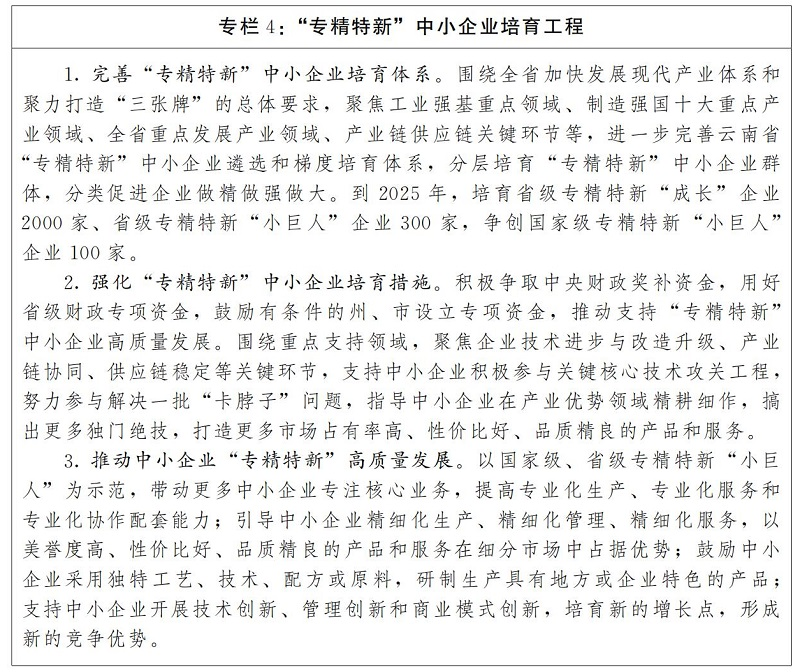 专栏 4：“专精特新”中小企业培育工程
1. 完善“专精特新”中小企业培育体系。围绕全省加快发展现代产业体系和
聚力打造“三张牌”的总体要求，聚焦工业强基重点领域、制造强国十大重点产
业领域、全省重点发展产业领域、产业链供应链关键环节等，进一步完善云南省
“专精特新”中小企业遴选和梯度培育体系，分层培育“专精特新”中小企业群
体，分类促进企业做精做强做大。到 2025 年，培育省级专精特新“成长”企业
2000 家、省级专精特新“小巨人”企业 300 家，争创国家级专精特新“小巨人”
企业 100 家。
2. 强化“专精特新”中小企业培育措施。积极争取中央财政奖补资金，用好
省级财政专项资金，鼓励有条件的州、市设立专项资金，推动支持“专精特新”
中小企业高质量发展。围绕重点支持领域，聚焦企业技术进步与改造升级、产业
链协同、供应链稳定等关键环节，支持中小企业积极参与关键核心技术攻关工程，
努力参与解决一批“卡脖子”问题，指导中小企业在产业优势领域精耕细作，搞
出更多独门绝技，打造更多市场占有率高、性价比好、品质精良的产品和服务。
3. 推动中小企业“专精特新”高质量发展。以国家级、省级专精特新“小巨
人”为示范，带动更多中小企业专注核心业务，提高专业化生产、专业化服务和
专业化协作配套能力；引导中小企业精细化生产、精细化管理、精细化服务，以
美誉度高、性价比好、品质精良的产品和服务在细分市场中占据优势；鼓励中小
企业采用独特工艺、技术、配方或原料，研制生产具有地方或企业特色的产品；
支持中小企业开展技术创新、管理创新和商业模式创新，培育新的增长点，形成
新的竞争优势。